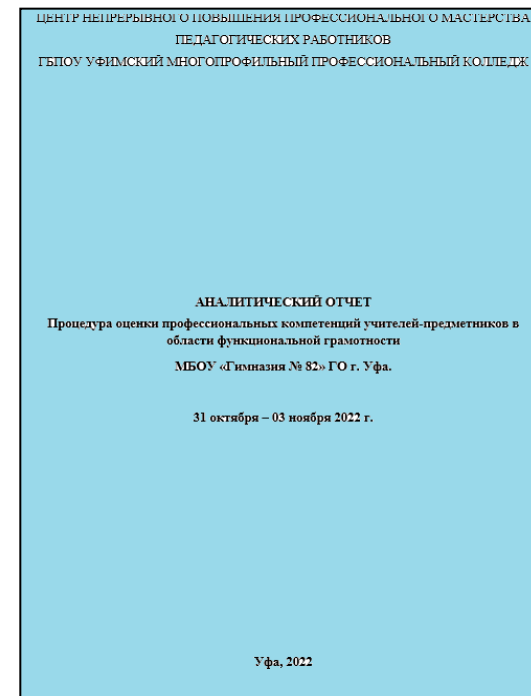 ЦЕНТР НЕПРЕРЫВНОГО ПОВЫШЕНИЯ ПРОФЕССИОНАЛЬНОГО МАСТЕРСТВА
ПЕДАГОГИЧЕСКИХ РАБОТНИКОВ
ГБПОУ УФИМСКИЙ МНОГОПРОФИЛЬНЫЙ ПРОФЕССИОНАЛЬНЫЙ КОЛЛЕДЖ
АНАЛИТИЧЕСКИЙ ОТЧЕТ
Процедура оценки профессиональных компетенций учителей-предметников в
области функциональной грамотности
МБОУ «Гимназия № 82» ГО г. Уфа.
31 октября – 03 ноября 2022 г.
Уфа, 2022